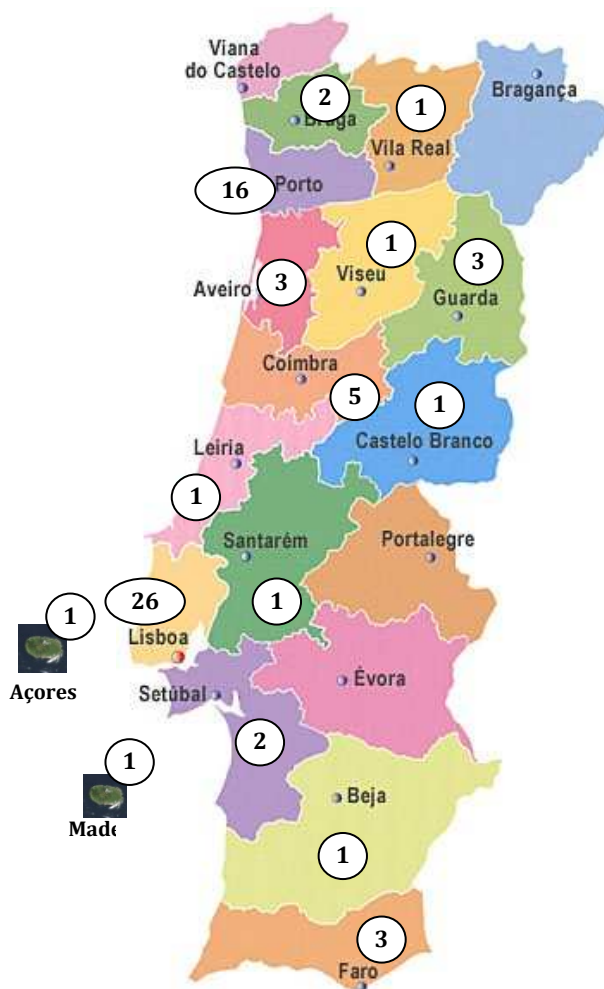 Viana
do Castelo
2
Braga
1
Vila Real
Bragança
16
Porto
3
Aveiro
1
Viseu
3
Guarda
Coimbra
5
1
Castelo Branco
Leiria
1
Santarém
1
Portalegre
26
Lisboa
1
Açores
Setúbal
Évora
2
1
Made
Beja
1
3
Faro